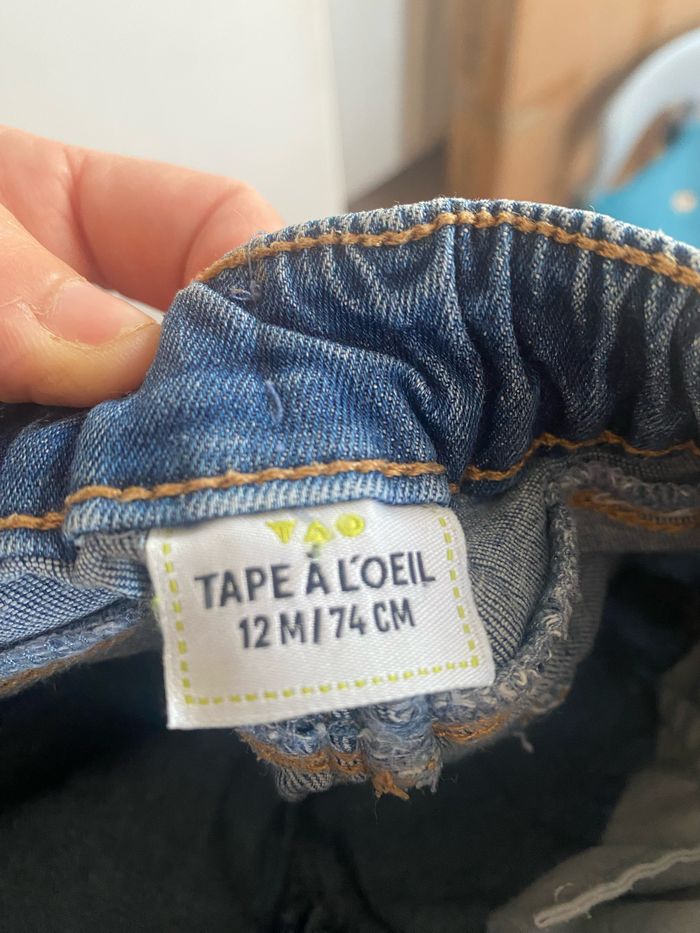 TAO
TAPE À L'OEIL
12 M/74 CM